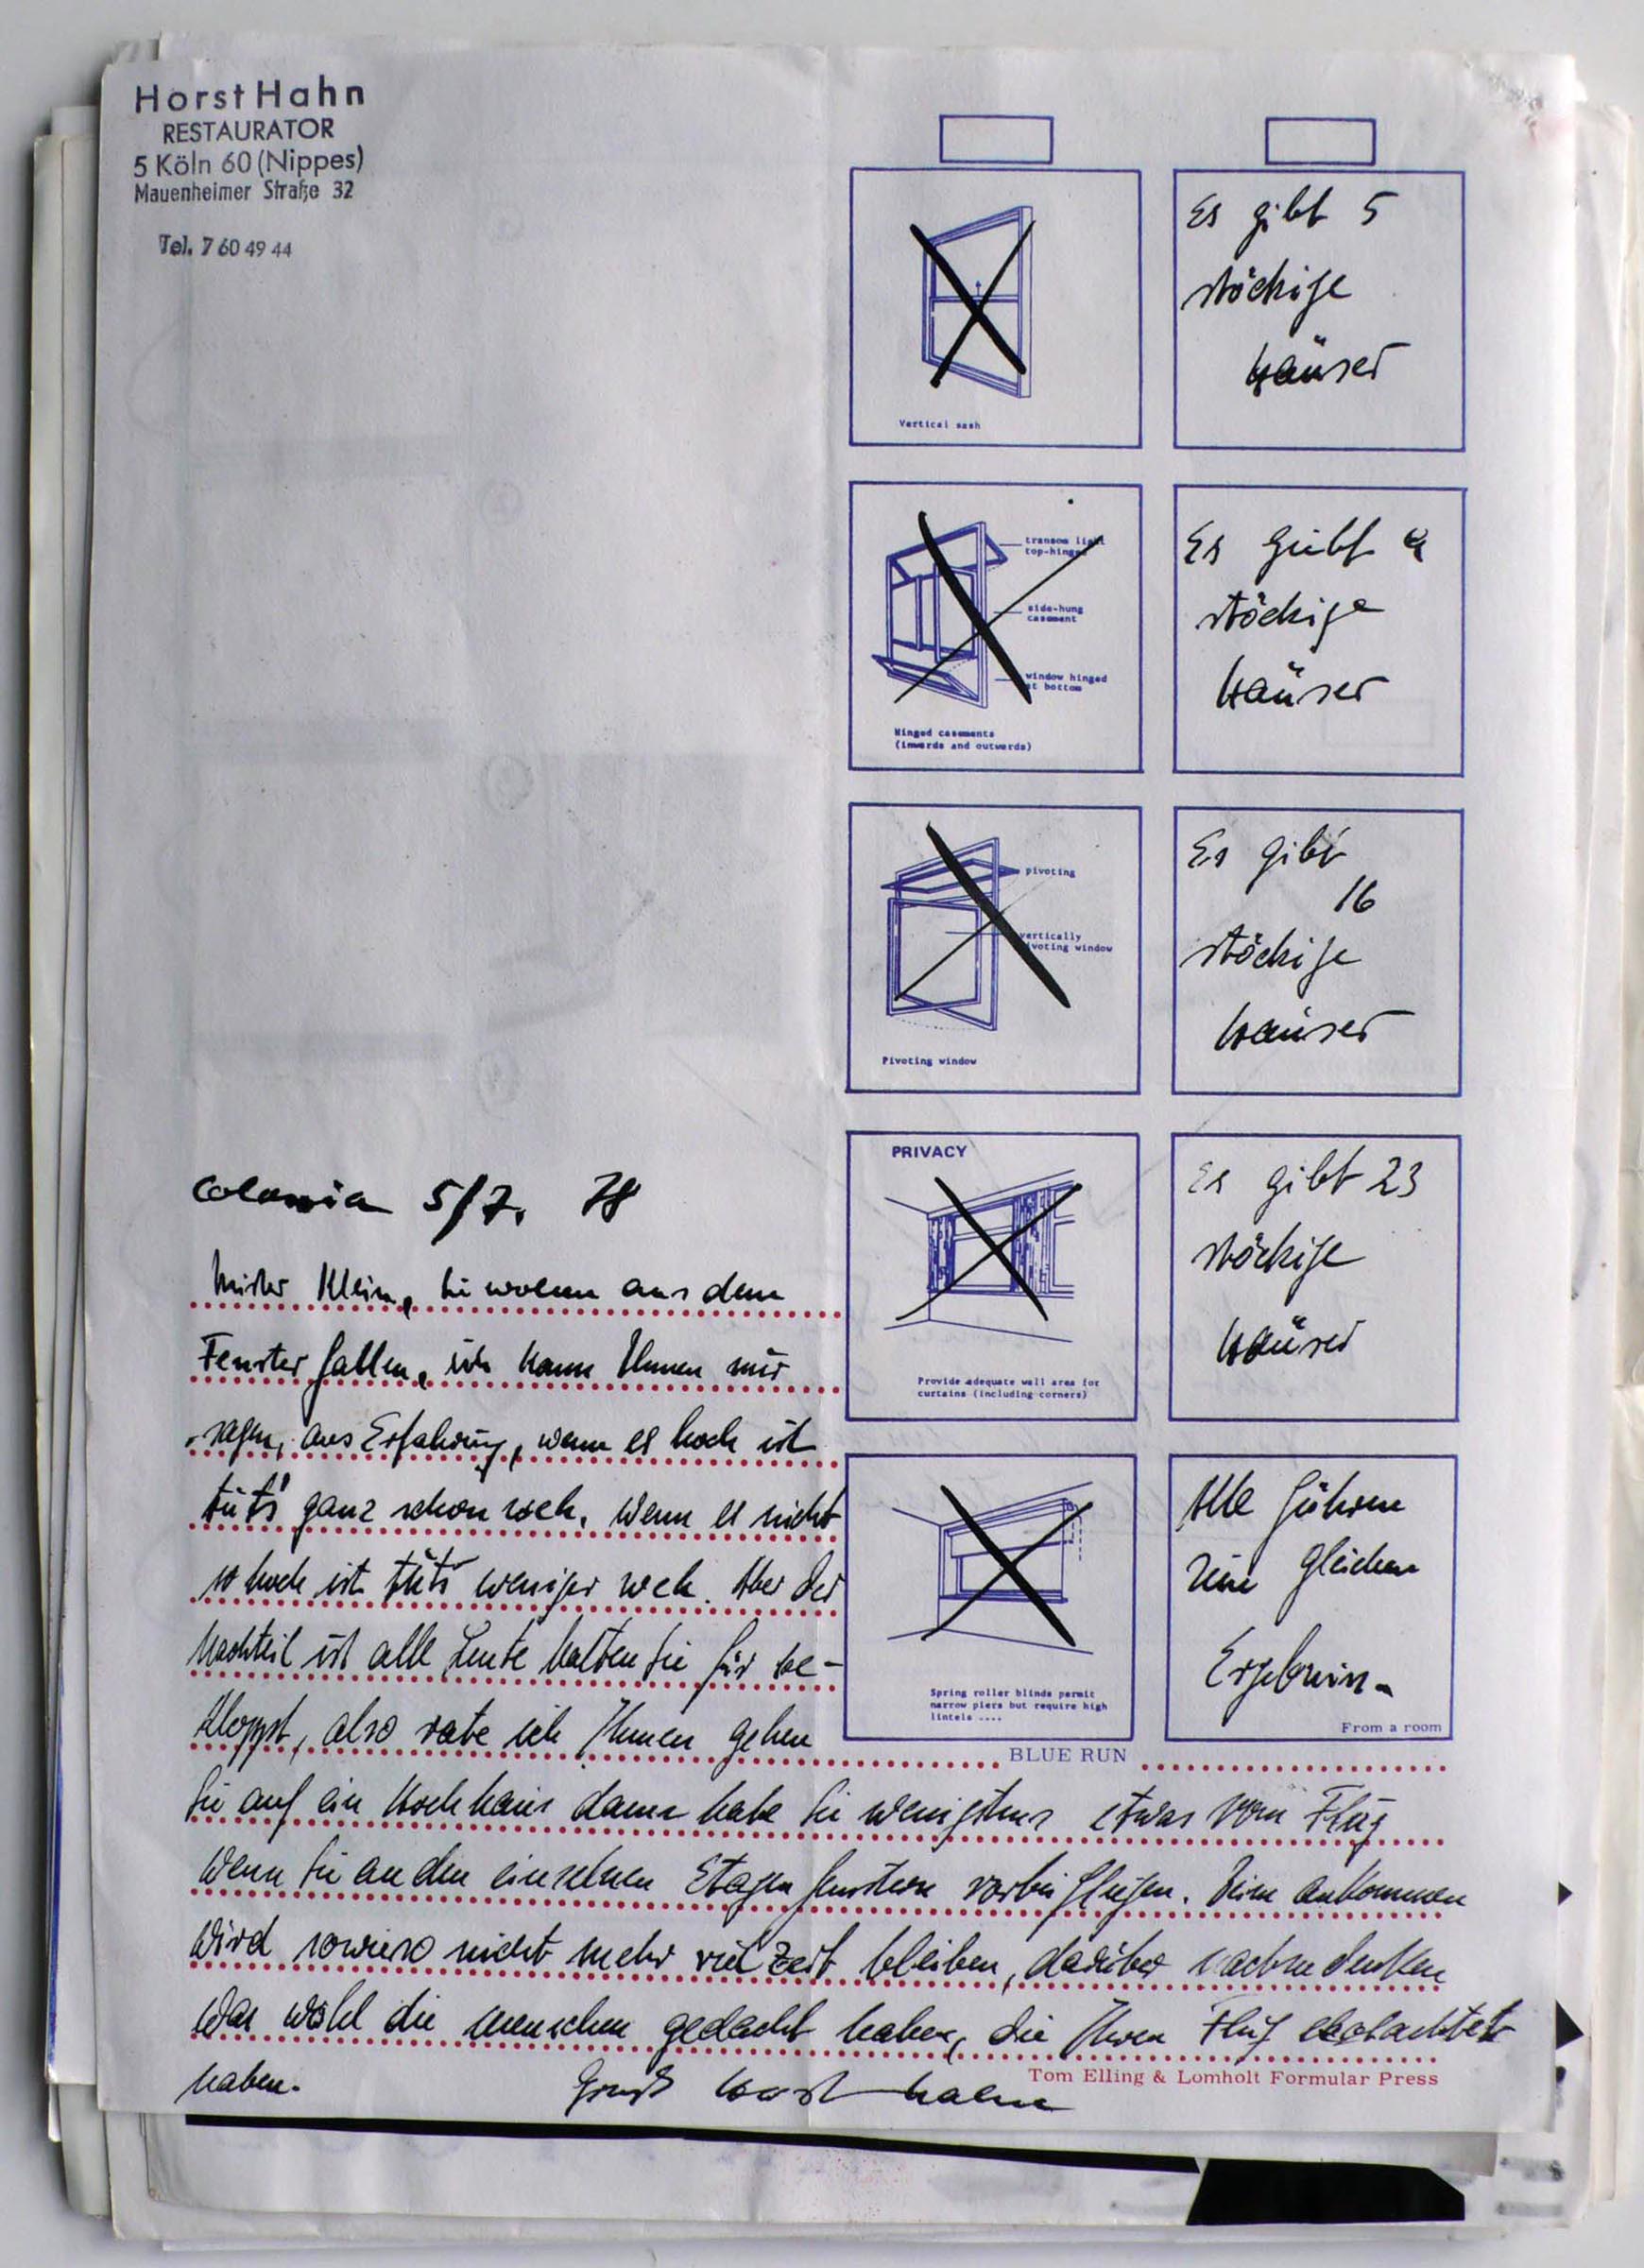 Horst Hahn
RESTAURATOR
5 Köln 60 (Nippes)
Mauenheimer Straße 32
Tel. 7 60 49 44
Vertical sash
Es gibt 5
stöckige
Häuser
transom light
top-hinged
side-hung
casement
window hinged
at bottom
Hinged casements
(inwards and outwards)
Es giebt
stöckige
Häuser
pivoting
vertically
pivoting window
Pivoting window
Es gibt
16
stöckige
Häuser
PRIVACY
Provide adequate wall area for
curtains (including corners)
Es gibt 23
stöckige
Häuser
Spring roller blinds permit
narrow piers but require high
lintels ....
Alle führen
zum gleichen
Ergebnis.
From a room
BLUE RUN
Colonia 5/7. 78
Mister Klein, Sie wollen aus dem
Fenster fallen, ich kann Ihnen nur
sagen, aus Erfahrung, wenn es hoch ist
tut's ganz schön weh. Wenn es nicht
so hoch ist tut's weniger weh. Aber der
Nachteil ist alle Leute halten Sie für be-
kloppt, also rate ich Ihnen gehen
Sie auf ein Hochhaus dann habe Sie wenigstens etwas vom Flug
wenn Sie an den einzelnen Etagen fenstern vorbei fliegen. Beim ankommen
wird sowieso nicht mehr viel Zeit bleiben, darüber nachzudenken
was wohl die menschen gedacht haben, die Ihren Flug beobachtet
haben.
Gruß Horst Hahn
Tom Elling & Lomholt Formular Press